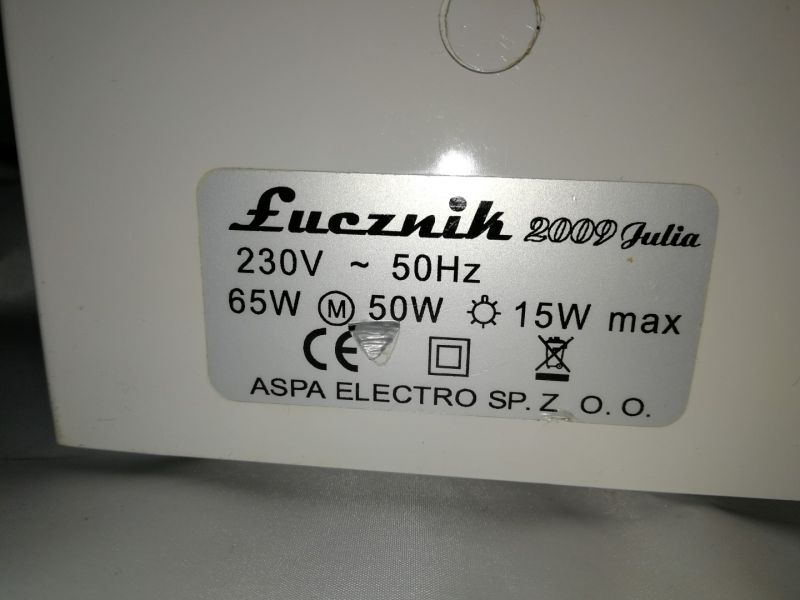 Łucznik 2009 Julia
230V ~ 50Hz
65W M 50W 15W max
CE
ASPA ELECTRO SP. Z O. O.